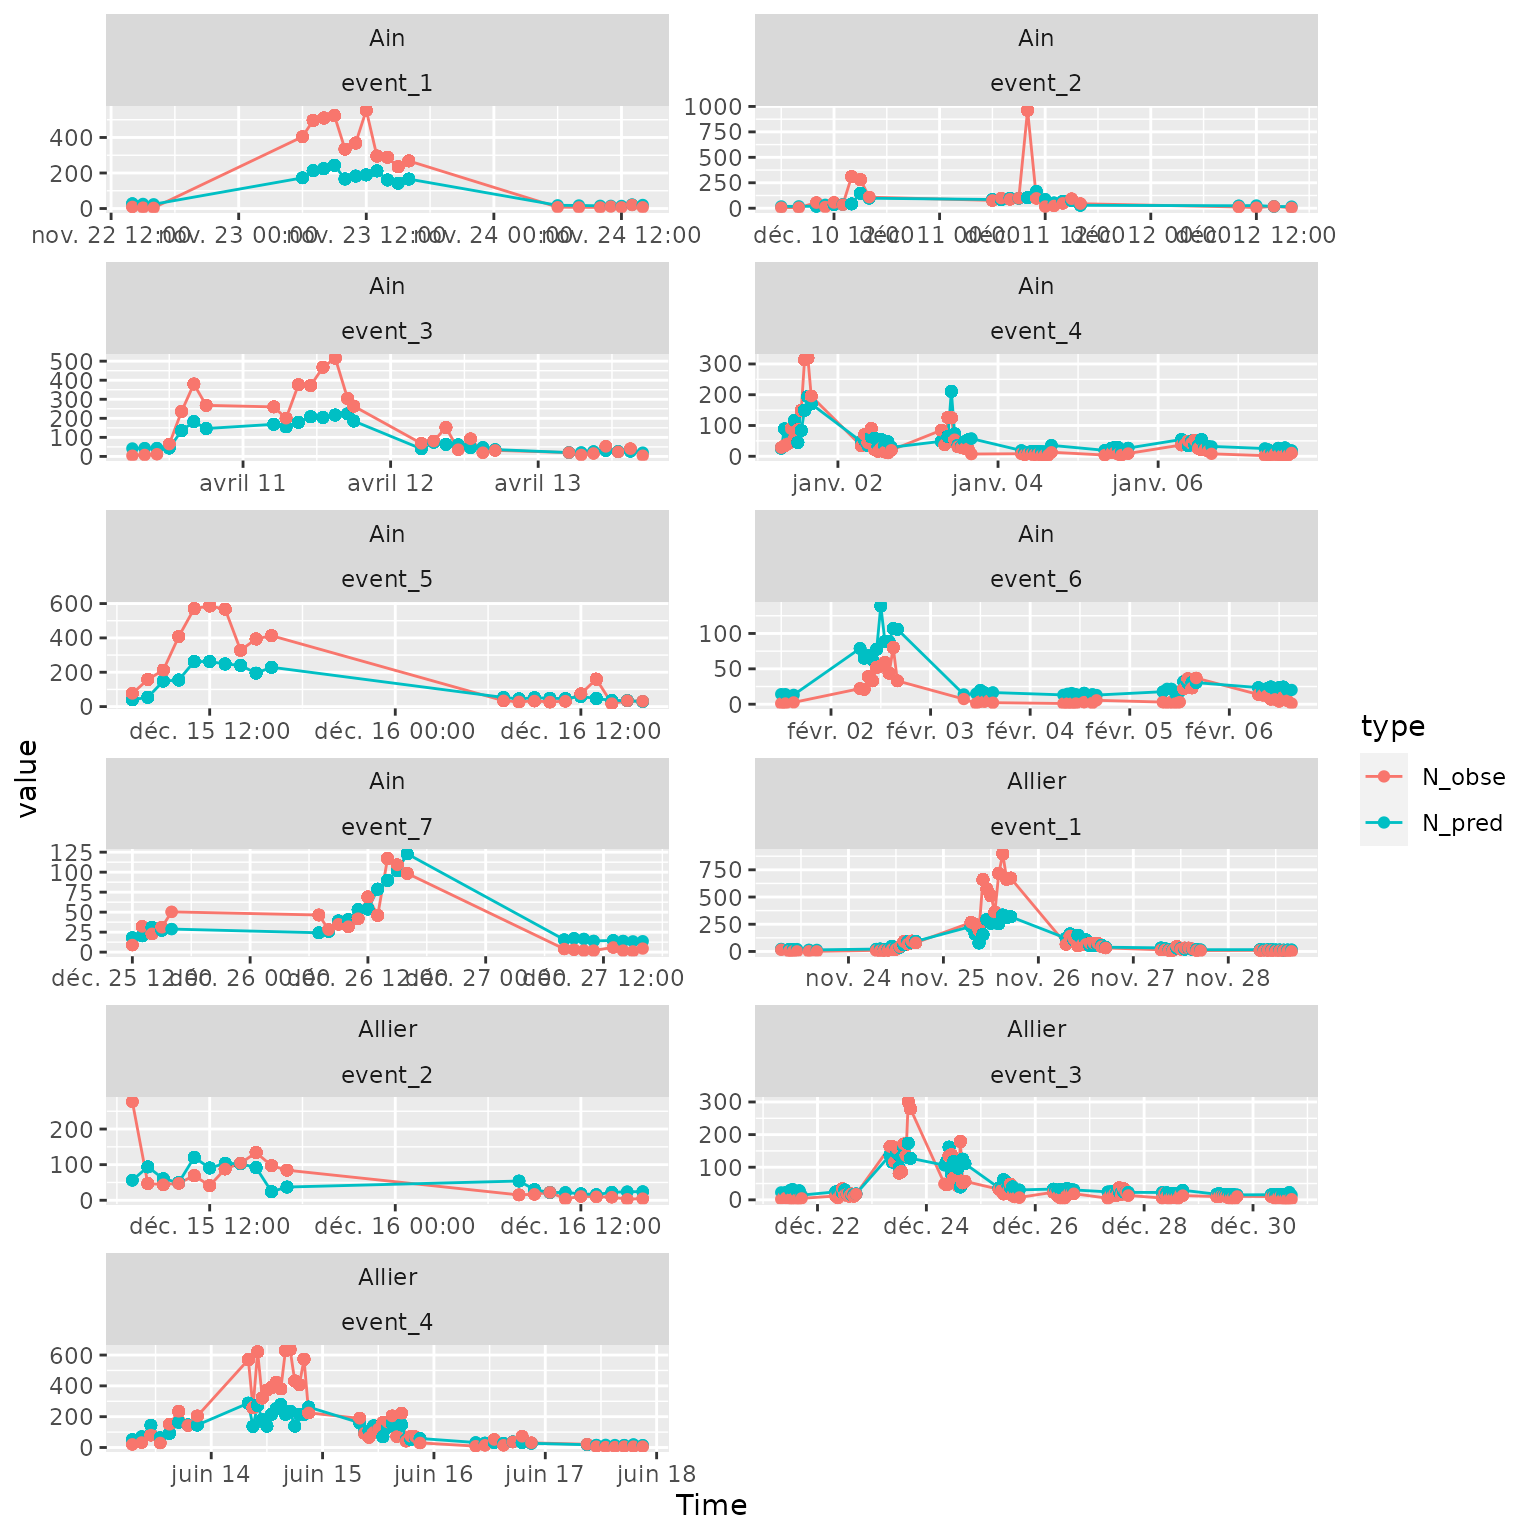 Ain Ain
event_1 event_2
400
200
0
1000
750
500
250
0
nov. 22 12:00 nov. 23 00:00 nov. 23 12:00 nov. 24 00:00 nov. 24 12:00
déc. 10 12:00 déc. 11 00:00 déc. 11 12:00 déc. 12 00:00 déc. 12 12:00
Ain Ain
event_3 event_4
500
400
300
200
100
0
300
200
100
0
avril 11 avril 12 avril 13
janv. 02 janv. 04 janv. 06
Ain Ain
event_5 event_6
600
400
200
0
100
50
0
déc. 15 12:00 déc. 16 00:00 déc. 16 12:00
févr. 02 févr. 03 févr. 04 févr. 05 févr. 06
Ain Allier
event_7 event_1
125
100
75
50
25
0
750
500
250
0
déc. 25 12:00 déc. 26 00:00 déc. 26 12:00 déc. 27 00:00 déc. 27 12:00
nov. 24 nov. 25 nov. 26 nov. 27 nov. 28
Allier Allier
event_2 event_3
200
100
0
300
200
100
0
déc. 15 12:00 déc. 16 00:00 déc. 16 12:00
déc. 22 déc. 24 déc. 26 déc. 28 déc. 30
Allier
event_4
600
400
200
0
juin 14 juin 15 juin 16 juin 17 juin 18
Time
value
type
N_obse
N_pred